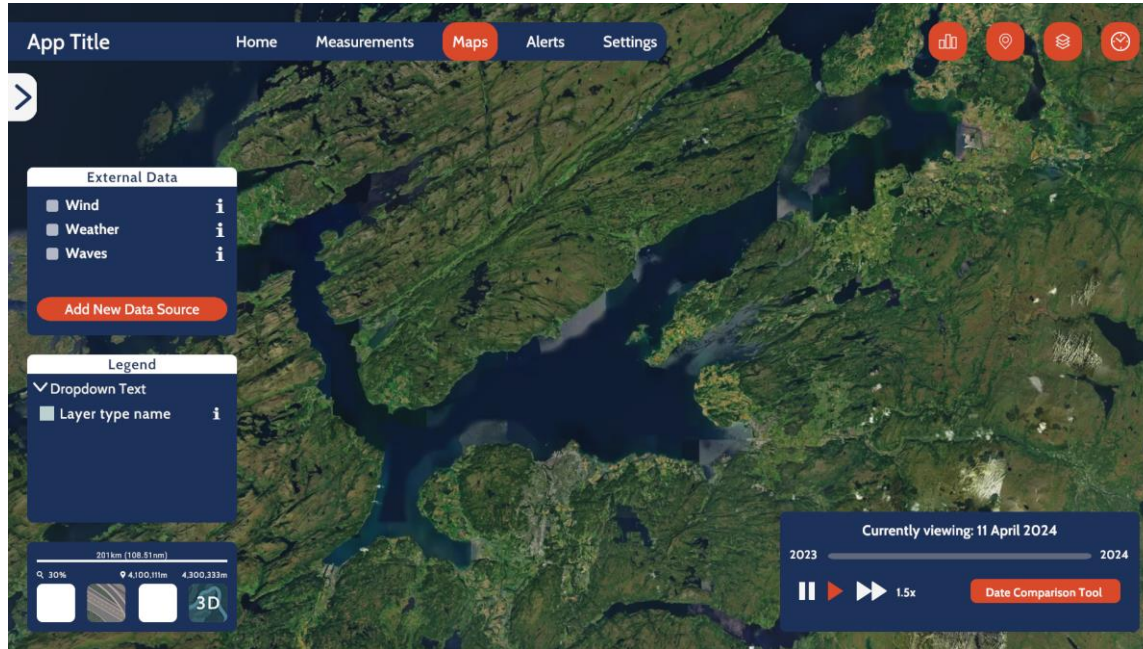 App Title
Home
Measurements
Maps
Alerts
Settings
External Data
Wind i
Weather i
Waves i
Add New Data Source
Legend
Dropdown Text
Layer type name i
201km (108.51nm)
30% 4,100,111m 4,300,333m
3D
Currently viewing: 11 April 2024
2023 2024
1.5x
Date Comparison Tool